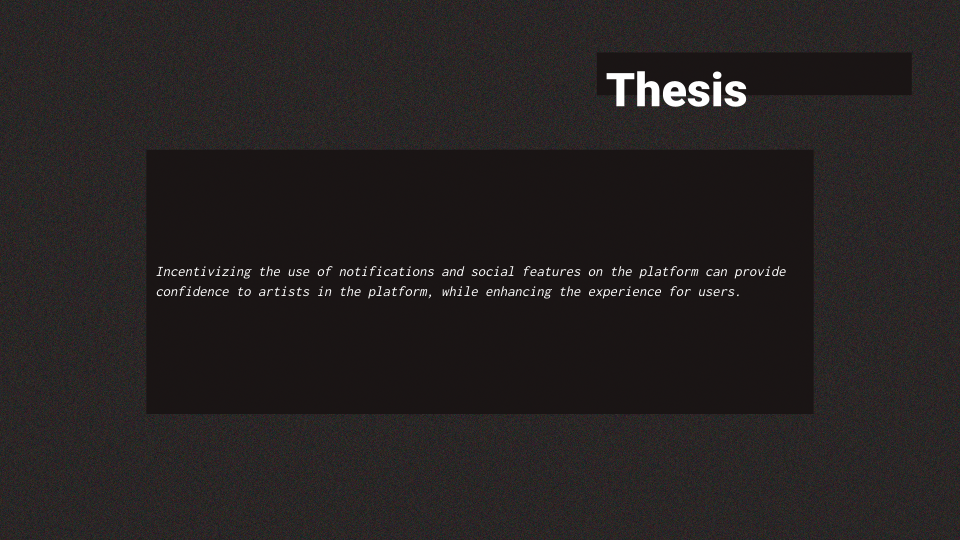 Thesis
Incentivizing the use of notifications and social features on the platform can provide
confidence to artists in the platform, while enhancing the experience for users.